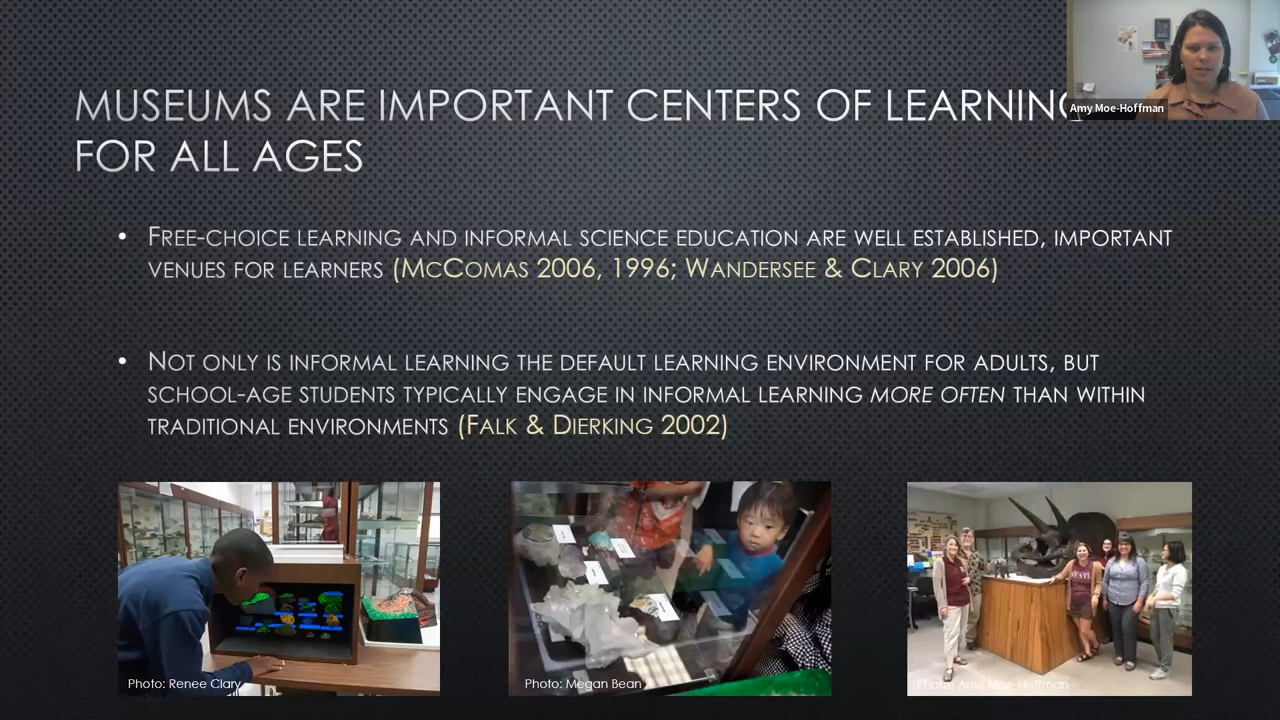 MUSEUMS ARE IMPORTANT CENTERS OF LEARNING
FOR ALL AGES
Amy Moe-Hoffman
• FREE-CHOICE LEARNING AND INFORMAL SCIENCE EDUCATION ARE WELL ESTABLISHED, IMPORTANT
VENUES FOR LEARNERS (MCCOMAS 2006, 1996; WANDERSEE & CLARY 2006)
• NOT ONLY IS INFORMAL LEARNING THE DEFAULT LEARNING ENVIRONMENT FOR ADULTS, BUT
SCHOOL-AGE STUDENTS TYPICALLY ENGAGE IN INFORMAL LEARNING MORE OFTEN THAN WITHIN
TRADITIONAL ENVIRONMENTS (FALK & DIERKING 2002)
Photo: Renee Clary
Photo: Megan Bean
Photo: Amy Moe-Hoffman